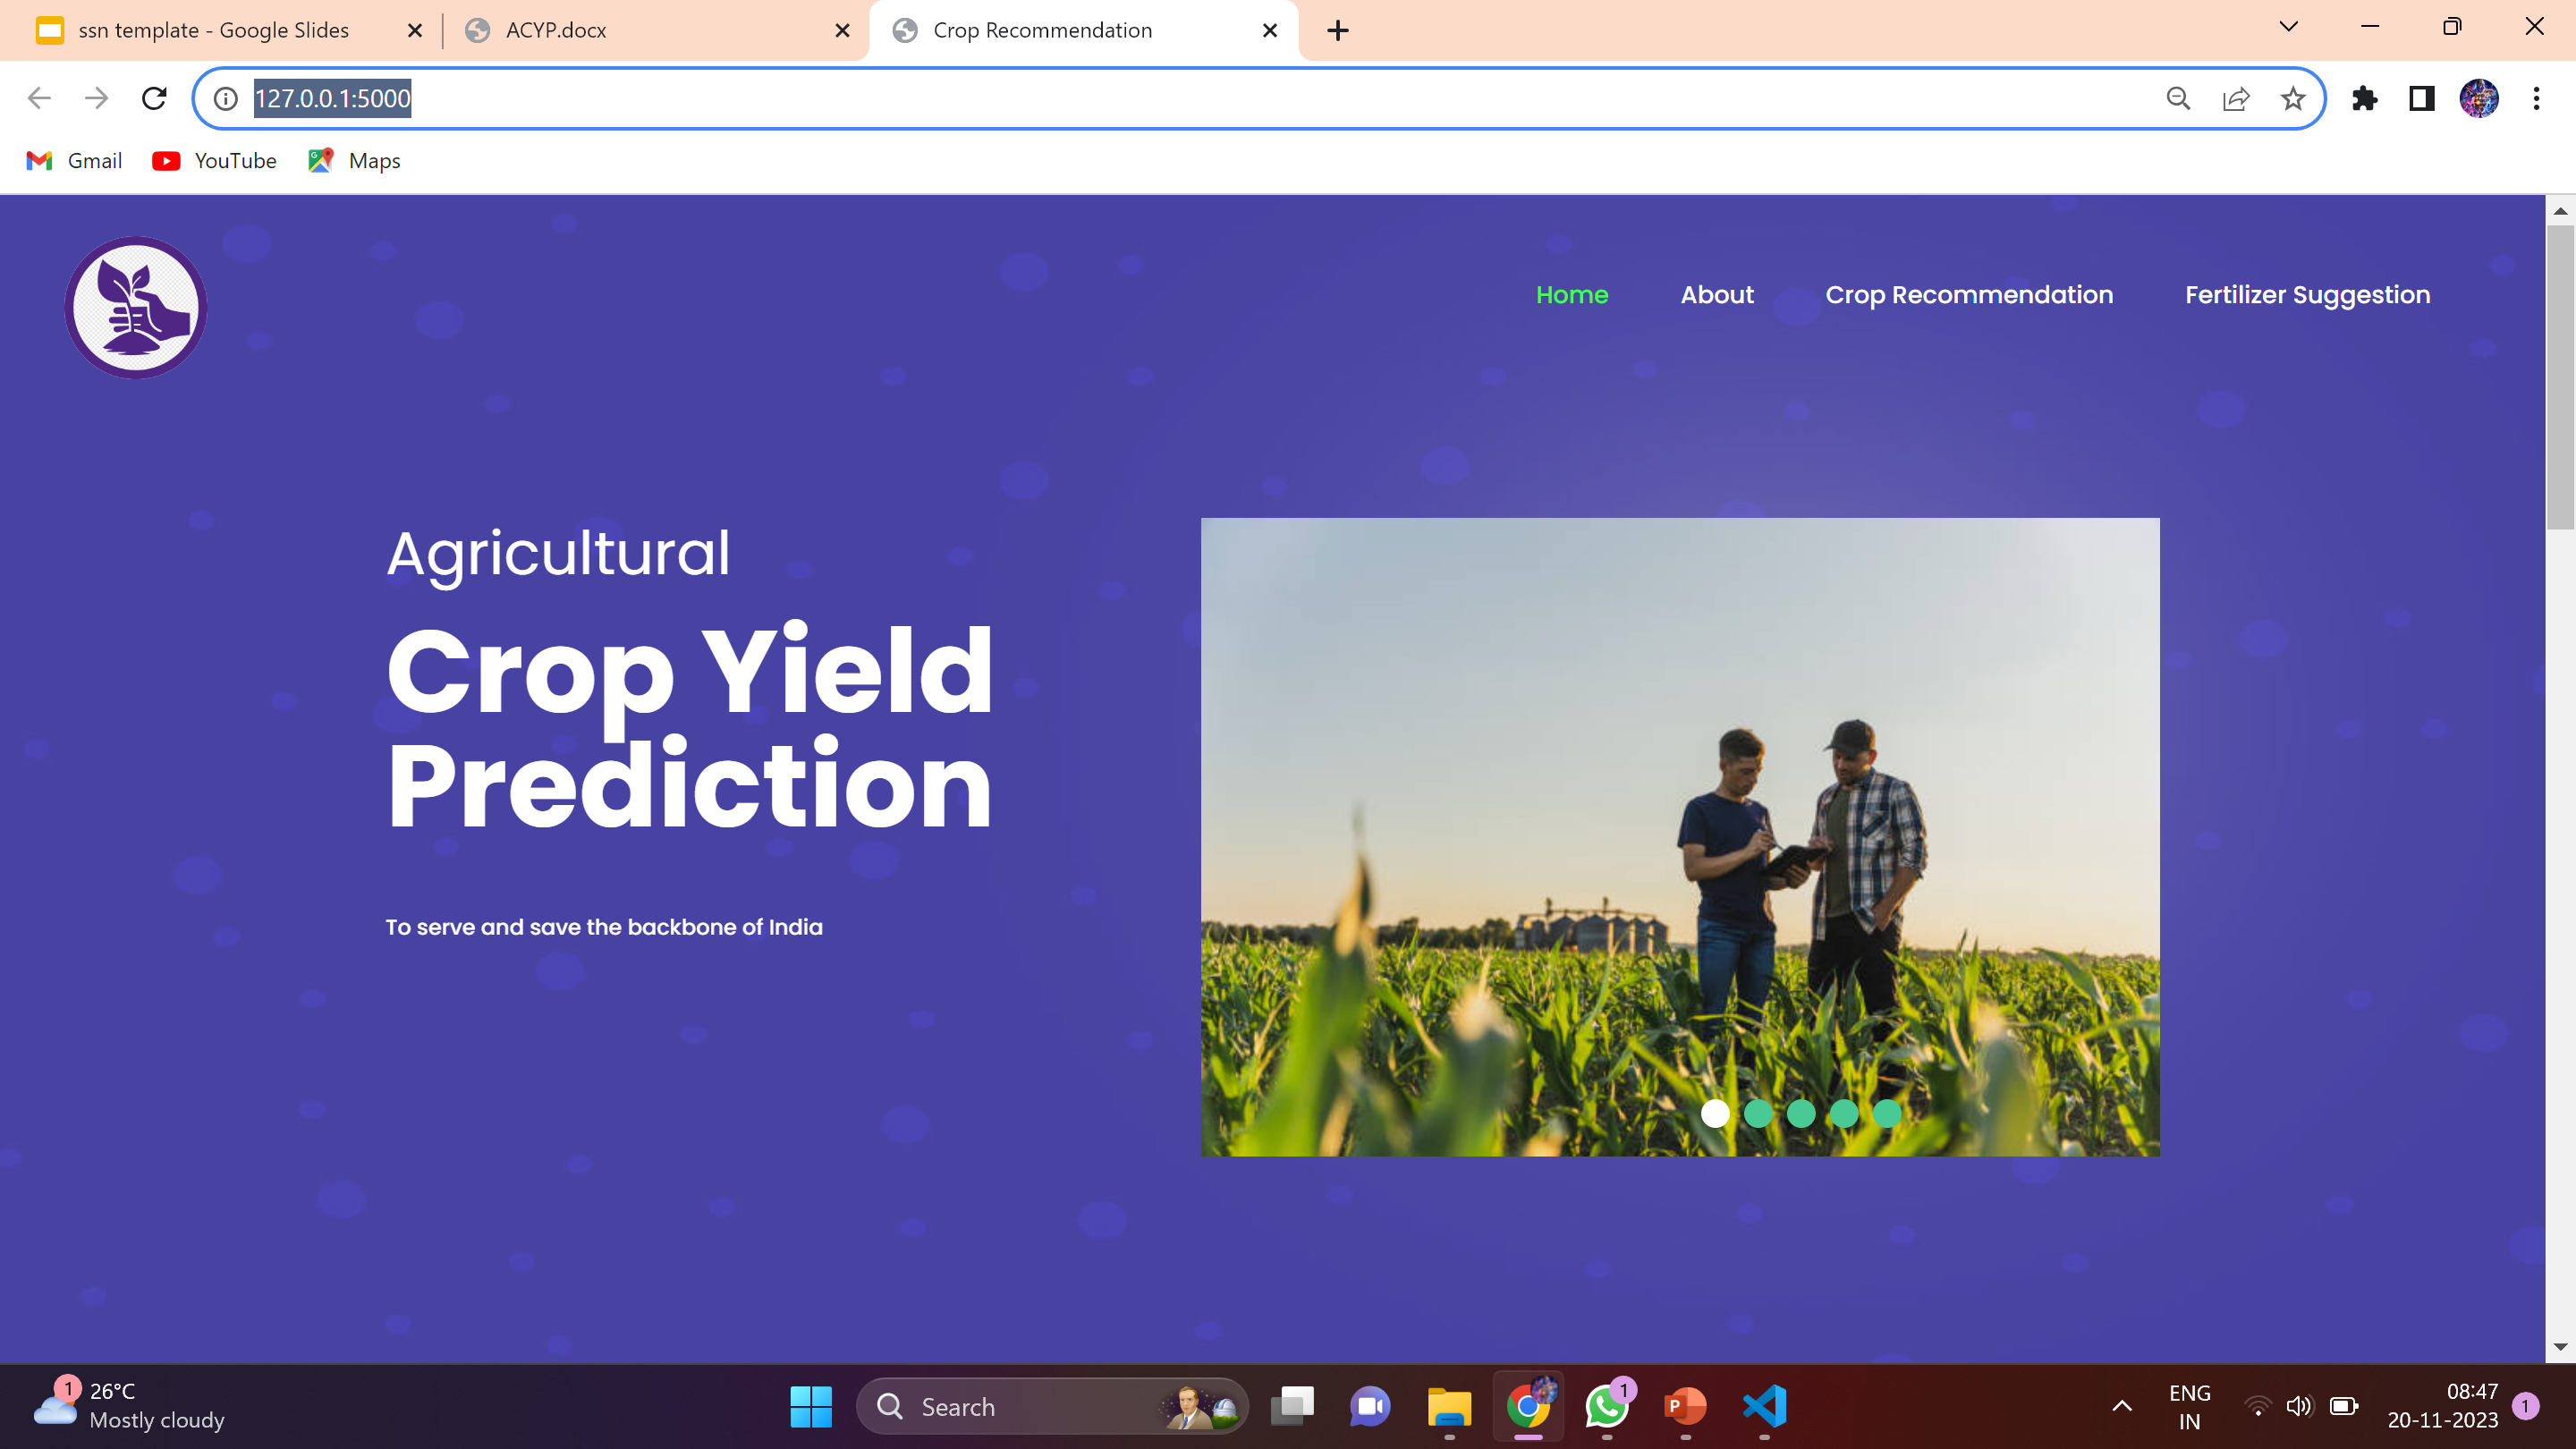 ssn template - Google Slides
ACYP.docx
Crop Recommendation
127.0.0.1:5000
Gmail
YouTube
Maps
Home
About
Crop Recommendation
Fertilizer Suggestion
Agricultural
Crop Yield
Prediction
To serve and save the backbone of India
1
26°C
Mostly cloudy
Search
1
P
ENG
IN
08:47
20-11-2023
1